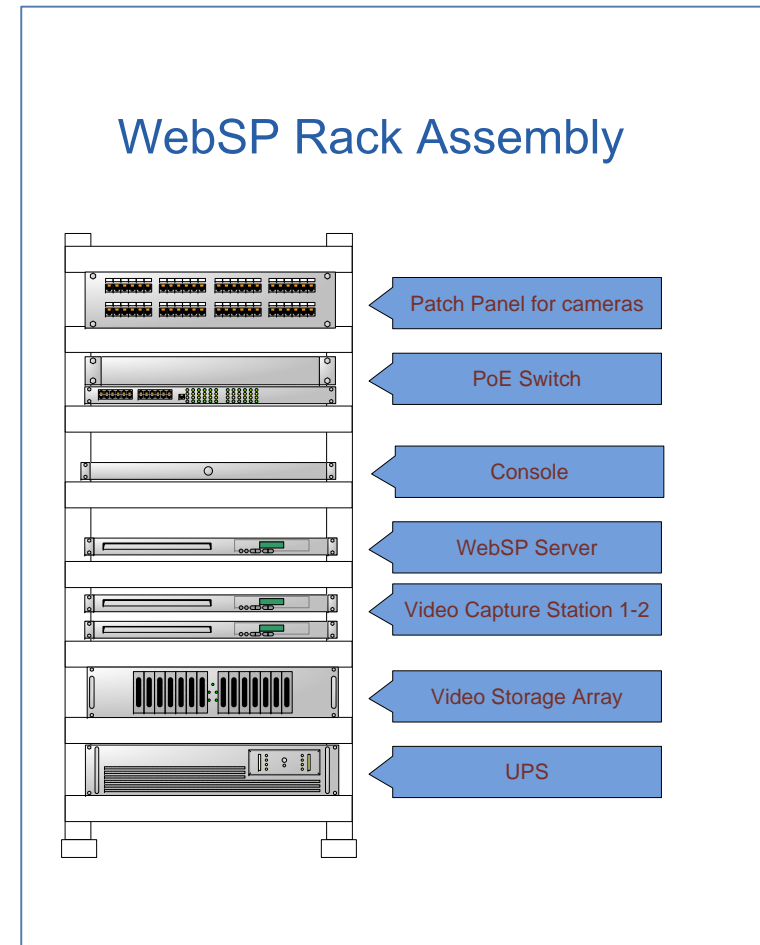 WebSP Rack Assembly
Patch Panel for cameras
PoE Switch
Console
WebSP Server
Video Capture Station 1-2
Video Storage Array
UPS